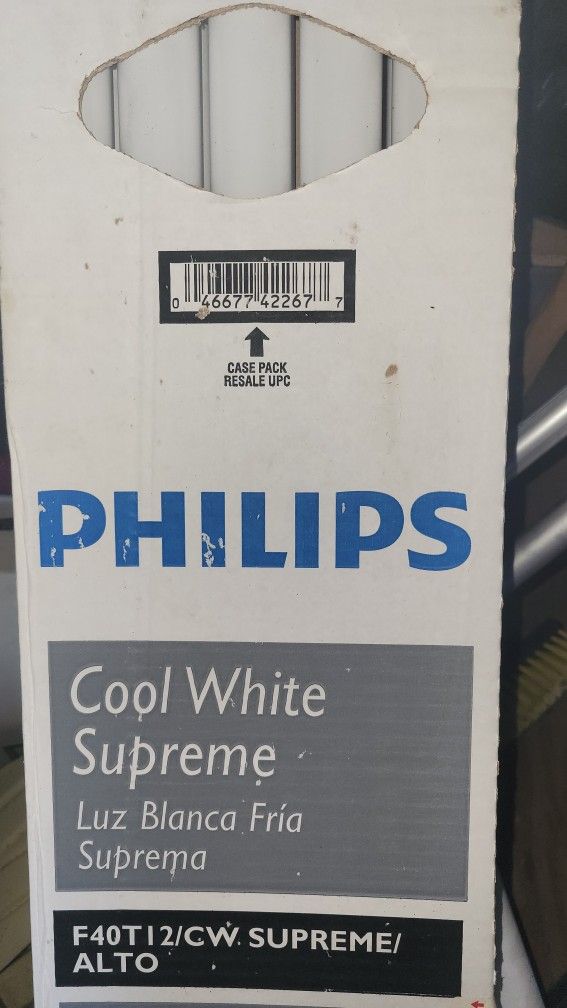 0 46677 42267 7
CASE PACK
RESALE UPC
PHILIPS
Cool White
Supreme
Luz Blanca Fría
Suprema
F40T12/CW SUPREME/
ALTO